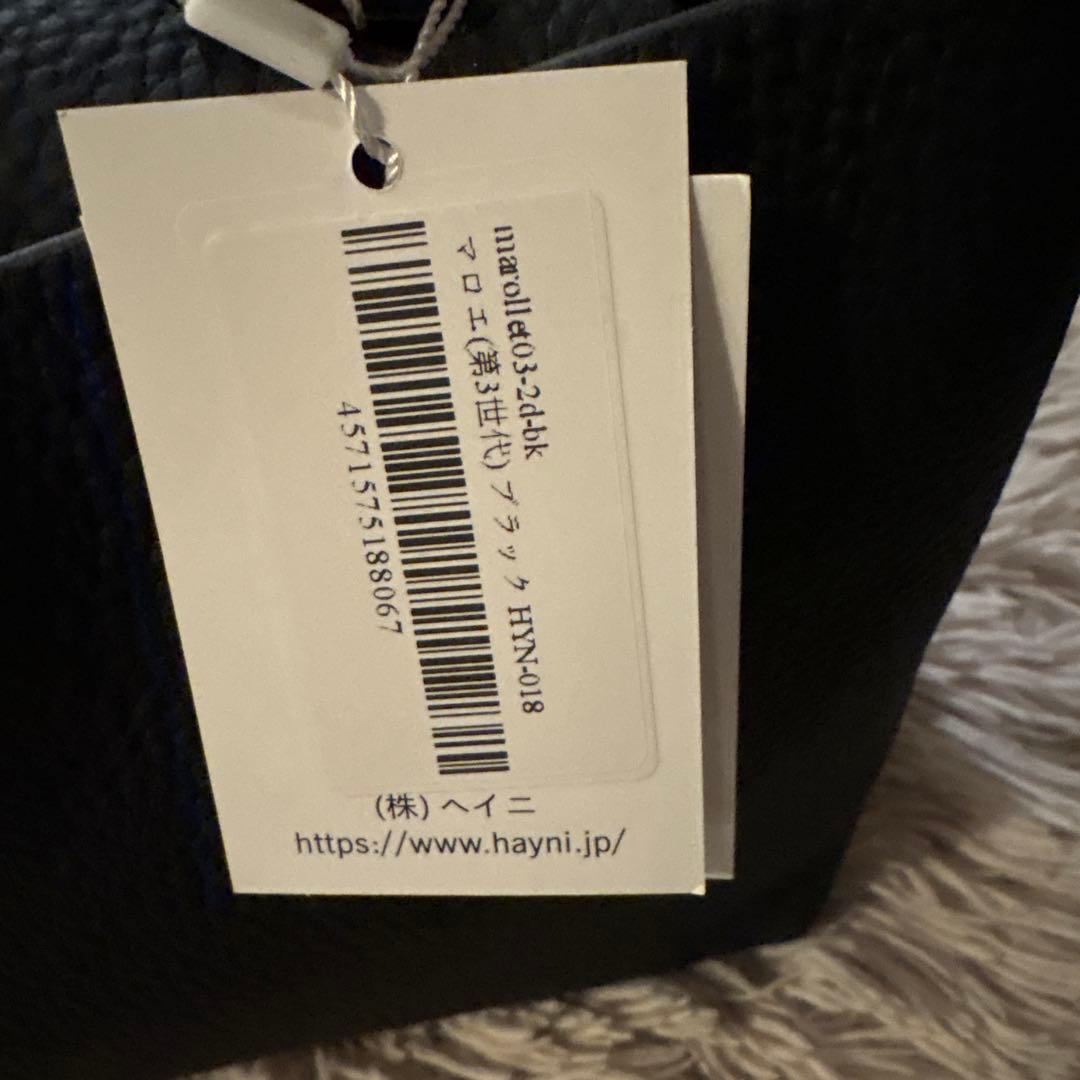 marollet03-2d-bk
マロエ(第3世代) ブラック HYN-018
4571575188067
(株) ヘイニ
https://www.hayni.jp/